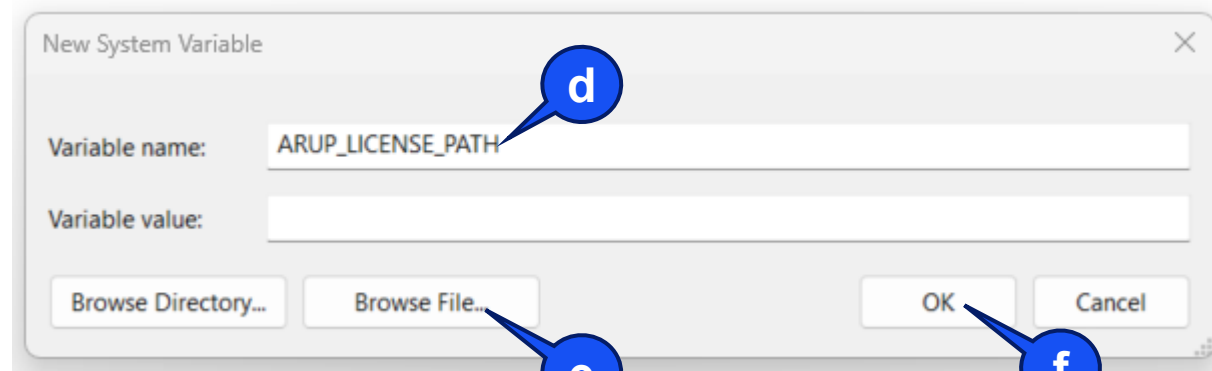 New System Variable
d
Variable name: ARUP_LICENSE_PATH
Variable value:
Browse Directory... Browse File... OK Cancel
e f